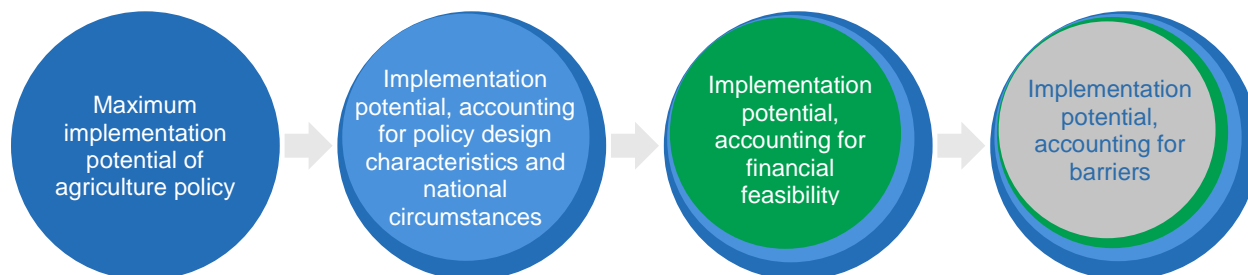 Maximum
implementation
potential of
agriculture policy
Implementation
potential, accounting
for policy design
characteristics and
national
circumstances
Implementation
potential,
accounting for
financial
feasibility
Implementation
potential,
accounting for
barriers